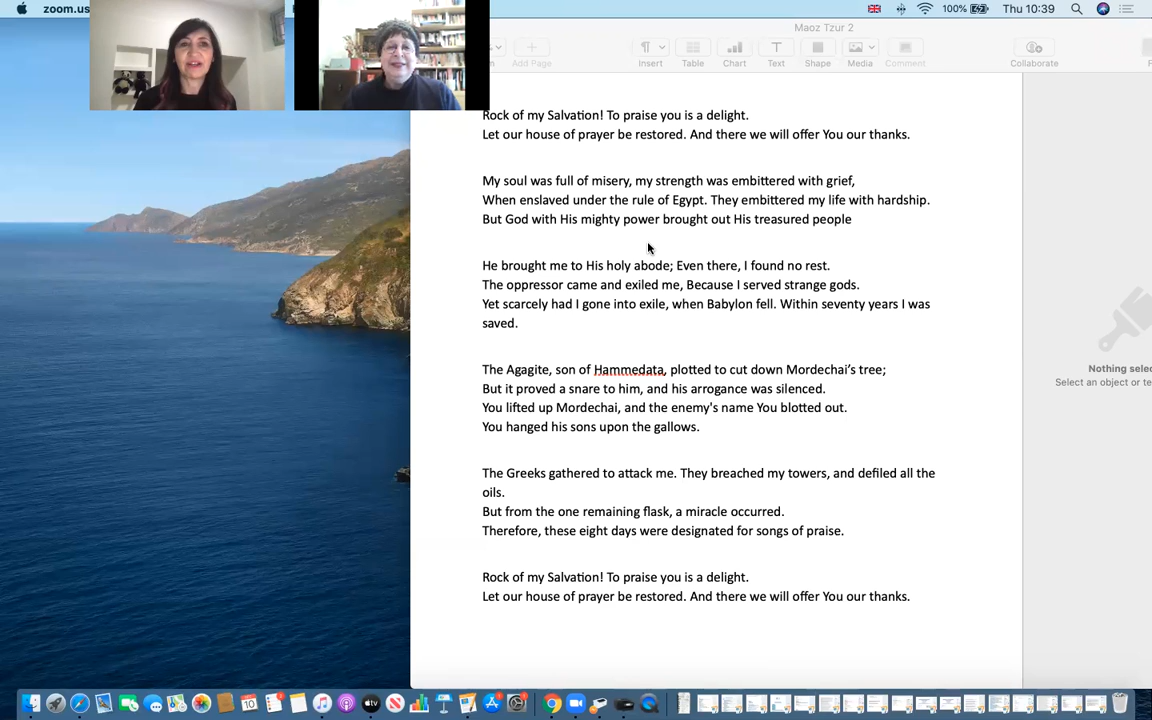 zoom.us
100%
Thu 10:39
Maoz Tzur 2
Add Page
Insert
Table
Chart
Text
Shape
Media
Comment
Collaborate
Rock of my Salvation! To praise you is a delight.
Let our house of prayer be restored. And there we will offer You our thanks.
My soul was full of misery, my strength was embittered with grief,
When enslaved under the rule of Egypt. They embittered my life with hardship.
But God with His mighty power brought out His treasured people
He brought me to His holy abode; Even there, I found no rest.
The oppressor came and exiled me, Because I served strange gods.
Yet scarcely had I gone into exile, when Babylon fell. Within seventy years I was
saved.
The Agagite, son of Hammedata, plotted to cut down Mordechai’s tree;
But it proved a snare to him, and his arrogance was silenced.
You lifted up Mordechai, and the enemy's name You blotted out.
You hanged his sons upon the gallows.
The Greeks gathered to attack me. They breached my towers, and defiled all the
oils.
But from the one remaining flask, a miracle occurred.
Therefore, these eight days were designated for songs of praise.
Rock of my Salvation! To praise you is a delight.
Let our house of prayer be restored. And there we will offer You our thanks.
Nothing selec
Select an object or te
10
tv